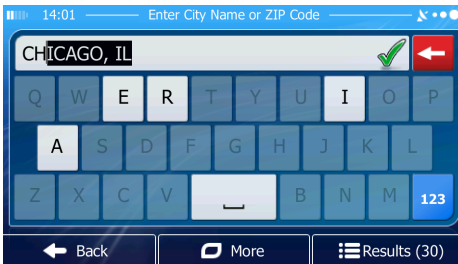 14:01 Enter City Name or ZIP Code
CHICAGO, IL
Q W E R T Y U I O P
A S D F G H J K L
Z X C V B N M 123
Back More Results (30)